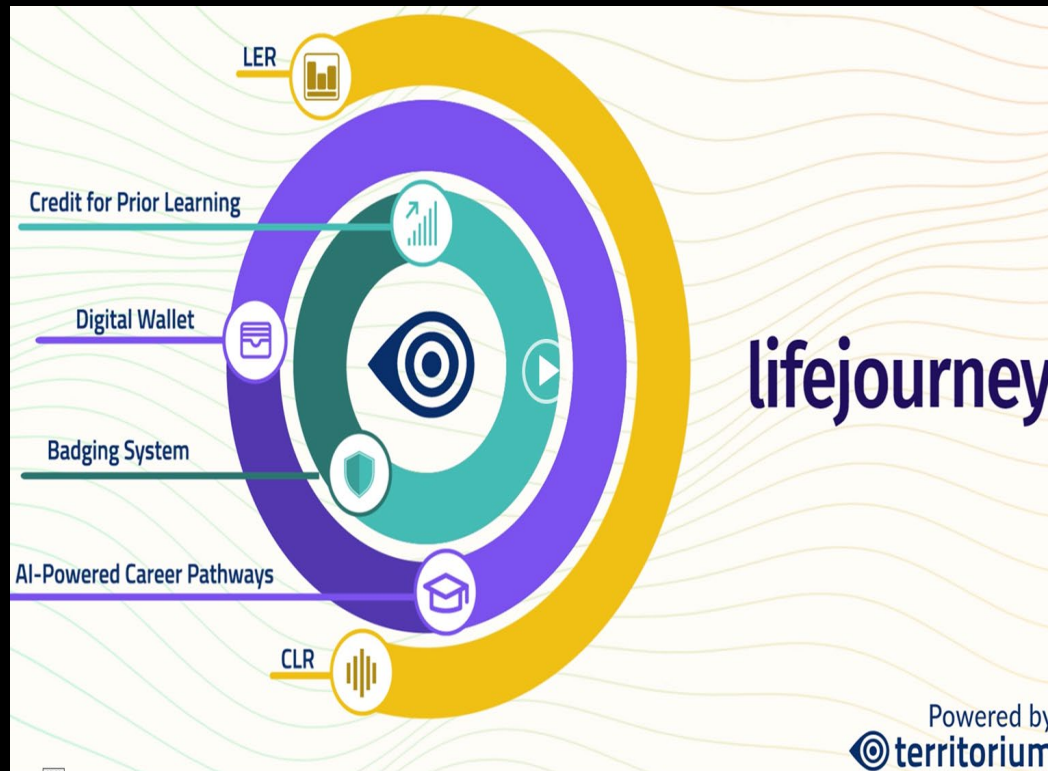 LER
Credit for Prior Learning
Digital Wallet
Badging System
AI-Powered Career Pathways
CLR
lifejourney
Powered by
territorium